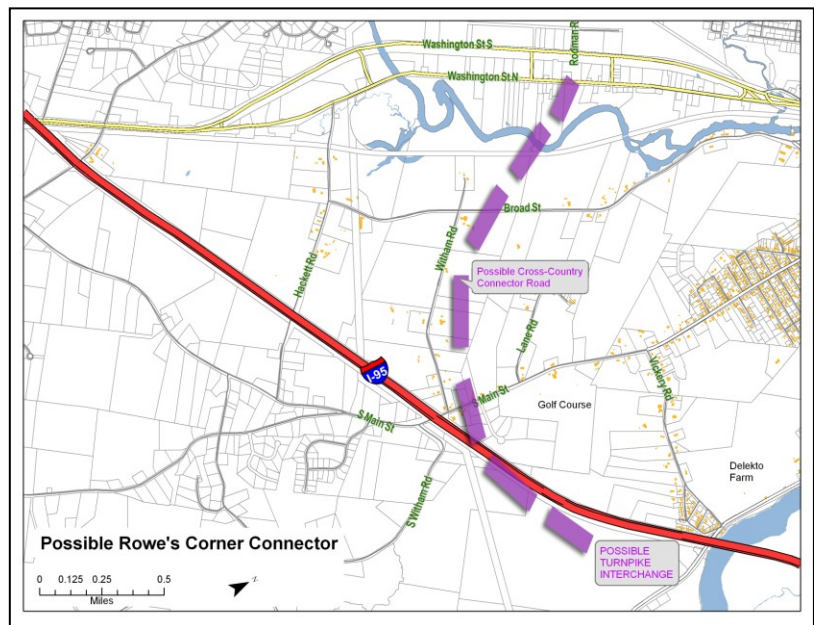 Washington St S
Rodman R
Washington St N
Broad St
Witham Rd
Hackett Rd
Possible Cross-Country
Connector Road
Lane Rd
I-95
S Main St
Vickery Rd
S Main St
Golf Course
Delekto
Farm
S Witham Rd
Possible Rowe's Corner Connector
POSSIBLE
TURNPIKE
INTERCHANGE
0 0.125 0.25 0.5
Miles